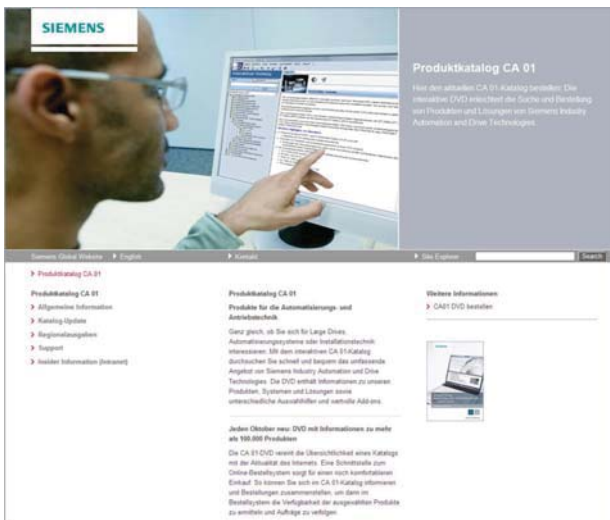 SIEMENS
Produktkatalog CA 01
Hier den aktuellen CA 01-Katalog bestellen: Die
interaktive DVD erleichtert die Suche und Bestellung
von Produkten und Lösungen von Siemens Industry
Automation and Drive Technologies.
Siemens Global Website English Kontakt Site Explorer Search
Produktkatalog CA 01
Produktkatalog CA 01
Allgemeine Information
Katalog-Update
Regionalausgaben
Support
Insider Information (Intranet)
Produktkatalog CA 01
Produkte für die Automatisierungs- und
Antriebstechnik
Ganz gleich, ob Sie sich für Large Drives,
Automatisierungssysteme oder Installationstechnik
interessieren: Mit dem interaktiven CA 01-Katalog
durchsuchen Sie schnell und bequem das umfassende
Angebot von Siemens Industry Automation und Drive
Technologies. Die DVD enthält Informationen zu unseren
Produkten, Systemen und Lösungen sowie
unterschiedliche Auswahlhilfen und wertvolle Add-ons.
Jeden Oktober neu: DVD mit Informationen zu mehr
als 100.000 Produkten
Die CA 01-DVD vereint die Übersichtlichkeit eines Katalogs
mit der Aktualität des Internets. Eine Schnittstelle zum
Online-Bestellsystem sorgt für einen noch komfortableren
Einkauf. So können Sie sich im CA 01-Katalog informieren
und Bestellungen zusammenstellen, um dann im
Bestellsystem die Verfügbarkeit der ausgewählten Produkte
zu ermitteln und Aufträge zu verfolgen.
Weitere Informationen
CA01 DVD bestellen